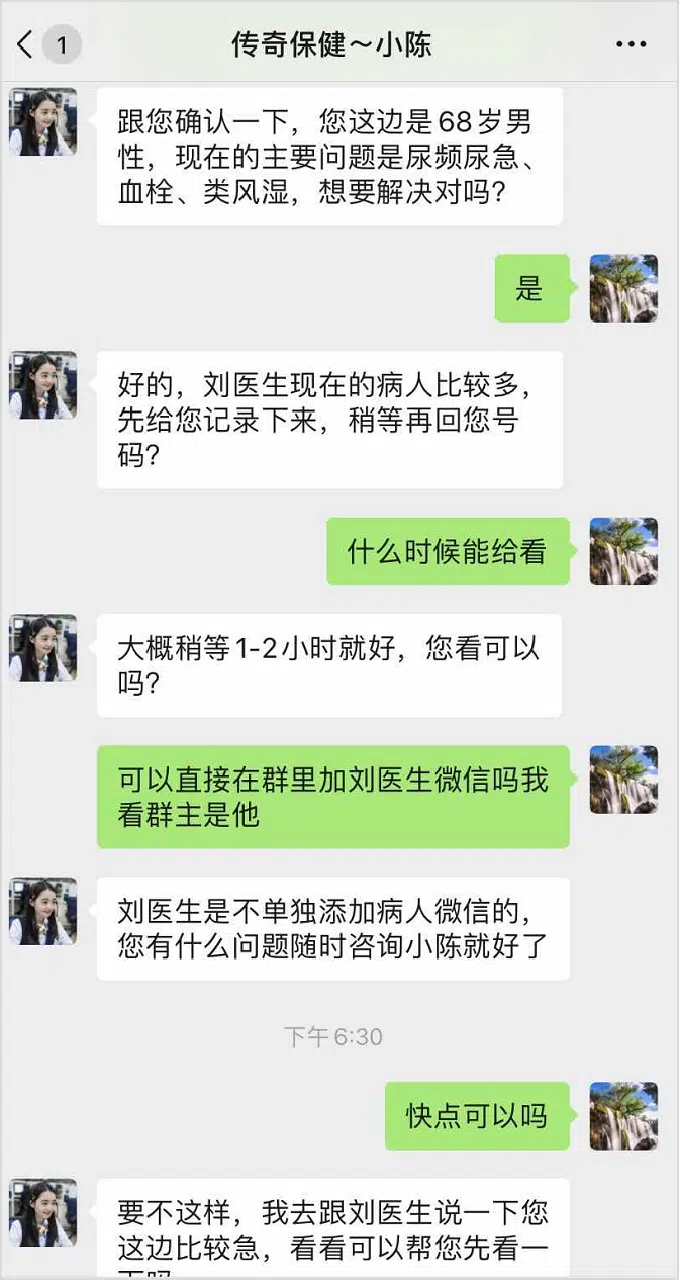 1
传奇保健～小陈
跟您确认一下，您这边是68岁男
性，现在的主要问题是尿频尿急、
血栓、类风湿，想要解决对吗？
是
好的，刘医生现在的病人比较多，
先给您记录下来，稍等再回您号
码？
什么时候能给看
大概稍等1-2小时就好，您看可以
吗？
可以直接在群里加刘医生微信吗我
看群主是他
刘医生是不单独添加病人微信的，
您有什么问题随时咨询小陈就好了
下午6:30
快点可以吗
要不这样，我去跟刘医生说一下您
这边比较急，看看可以帮您先看一